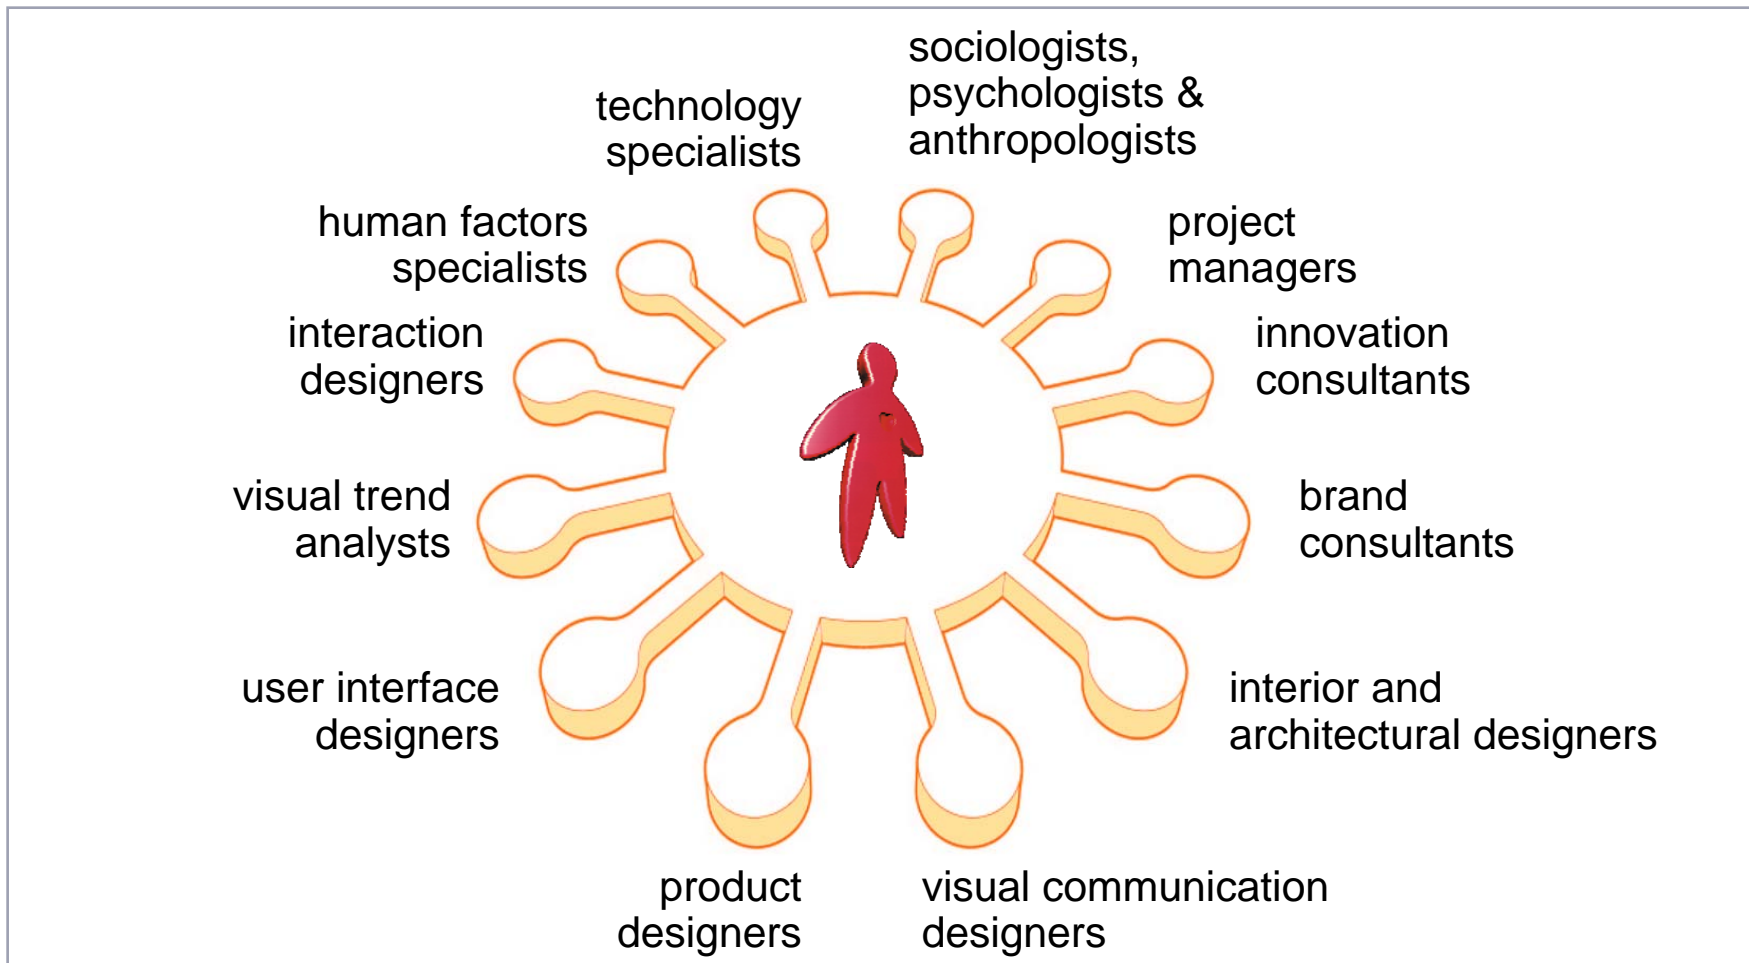 sociologists,
psychologists &
anthropologists
technology
specialists
human factors
specialists
project
managers
interaction
designers
innovation
consultants
visual trend
analysts
brand
consultants
user interface
designers
interior and
architectural designers
product
designers
visual communication
designers